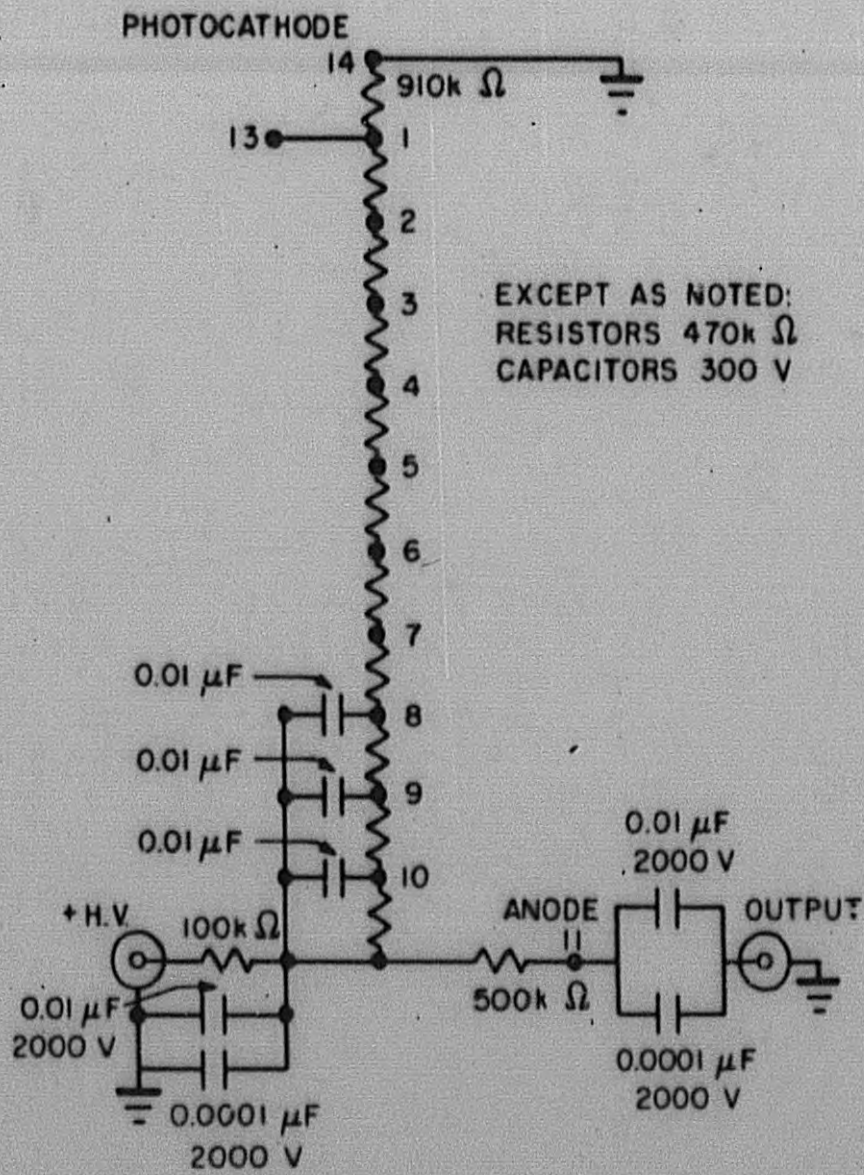 PHOTOCATHODE
14
910k Ω
13
1
2
3
EXCEPT AS NOTED:
RESISTORS 470k Ω
CAPACITORS 300 V
4
5
6
7
0.01 μF
8
0.01 μF
9
0.01 μF
10
0.01 μF
2000 V
+ H.V.
100k Ω
ANODE
11
OUTPUT
500k Ω
0.01 μF
2000 V
0.0001 μF
2000 V
0.0001 μF
2000 V